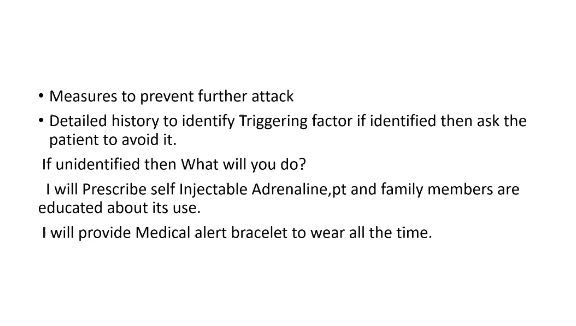 • Measures to prevent further attack
• Detailed history to identify Triggering factor if identified then ask the
patient to avoid it.
If unidentified then What will you do?
I will Prescribe self Injectable Adrenaline,pt and family members are
educated about its use.
I will provide Medical alert bracelet to wear all the time.